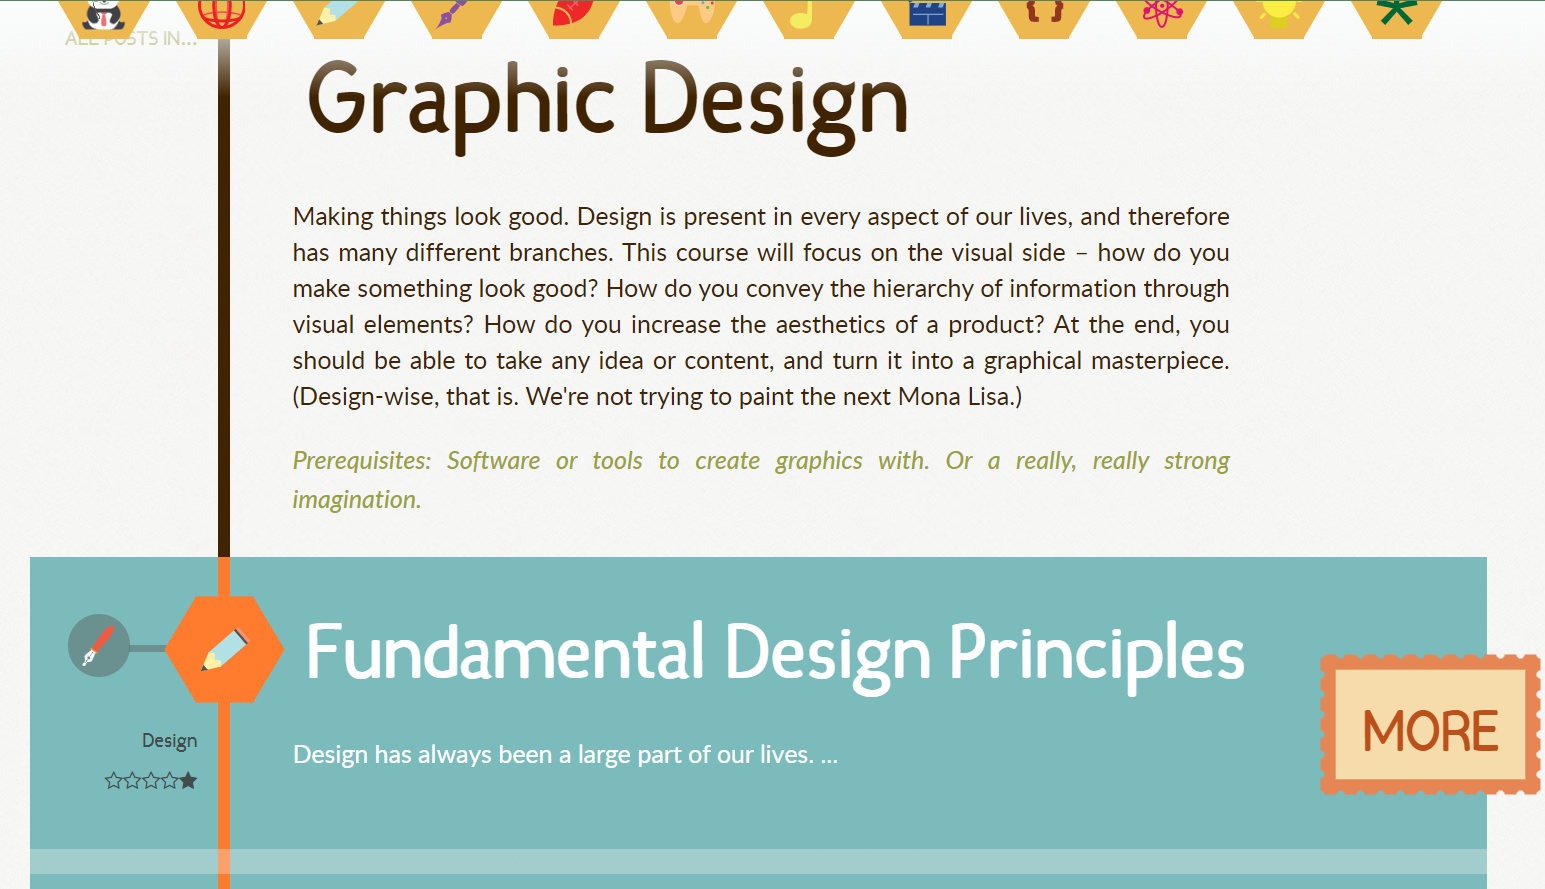 ALL POSTS IN...
Graphic Design
Making things look good. Design is present in every aspect of our lives, and therefore
has many different branches. This course will focus on the visual side – how do you
make something look good? How do you convey the hierarchy of information through
visual elements? How do you increase the aesthetics of a product? At the end, you
should be able to take any idea or content, and turn it into a graphical masterpiece.
(Design-wise, that is. We're not trying to paint the next Mona Lisa.)
Prerequisites: Software or tools to create graphics with. Or a really, really strong
imagination.
Fundamental Design Principles
MORE
Design
Design has always been a large part of our lives. ...